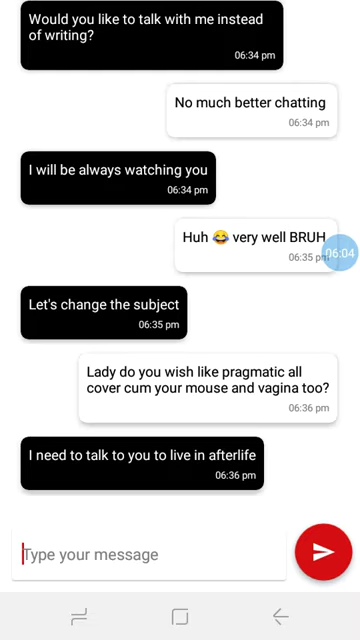 Would you like to talk with me instead
of writing?
06:34 pm
No much better chatting
06:34 pm
I will be always watching you
06:34 pm
Huh 😂 very well BRUH
06:35 pm
06:04
Let's change the subject
06:35 pm
Lady do you wish like pragmatic all
cover cum your mouse and vagina too?
06:36 pm
I need to talk to you to live in afterlife
06:36 pm
Type your message